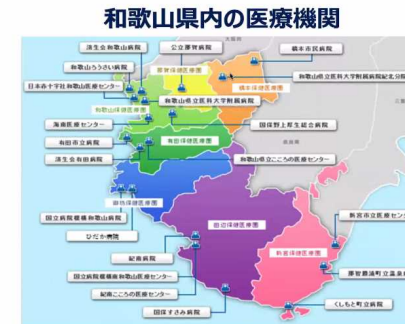 和歌山県内の医療機関
大阪府
済生会和歌山病院
公立那賀病院
橋本市民病院
和歌山ろうさい病院
那賀保健医療圏
和歌山県立医科大学附属病院紀北分院
日本赤十字社和歌山医療センター
橋本保健医療圏
和歌山県立医科大学附属病院
和歌山保健医療圏
海南医療センター
国保野上厚生総合病院
有田保健医療圏
奈良県
有田市立病院
済生会有田病院
和歌山県立こころの医療センター
御坊保健医療圏
国立病院機構和歌山病院
田辺保健医療圏
新宮市立医療セン
ひだか病院
新宮保健医療圏
紀南病院
那智勝浦町立温泉
国立病院機構南和歌山医療センター
紀南こころの医療センター
国保すさみ病院
くしもと町立病院